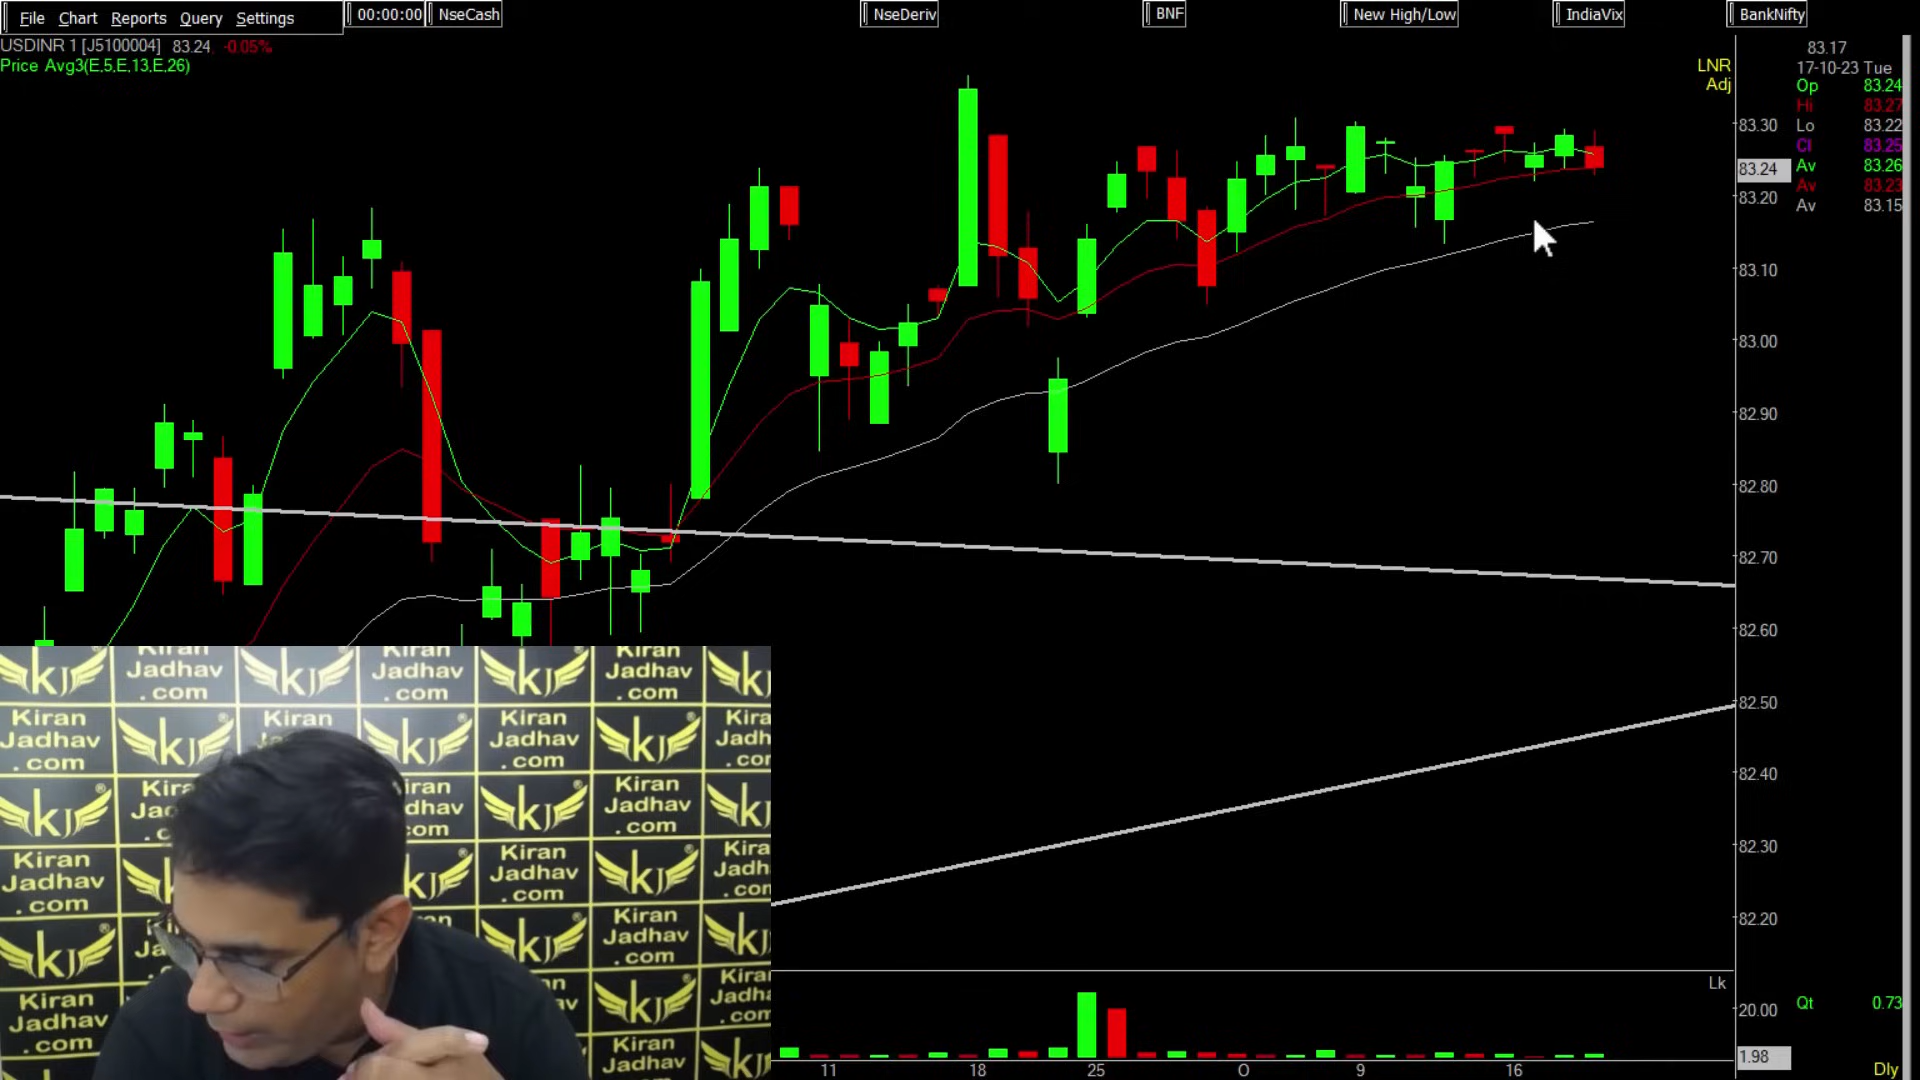 File Chart Reports Query Settings
00:00:00
NseCash
NseDeriv
BNF
New High/Low
IndiaVix
BankNifty
USDINR 1 [J5100004] 83.24 -0.05%
Price Avg3(E,5,E,13,E,26)
LNR
Adj
83.30
83.24
83.20
83.10
83.00
82.90
82.80
82.70
82.60
82.50
82.40
82.30
82.20
Lk
20.00
1.98
83.17
17-10-23 Tue
Op 83.24
Hi 83.27
Lo 83.22
Cl 83.25
Av 83.26
Av 83.23
Av 83.15
Qt 0.73
Dly
11 18 25 O 9 16
Kiran
Jadhav
.com
KJ
Kiran
Jadhav
.com